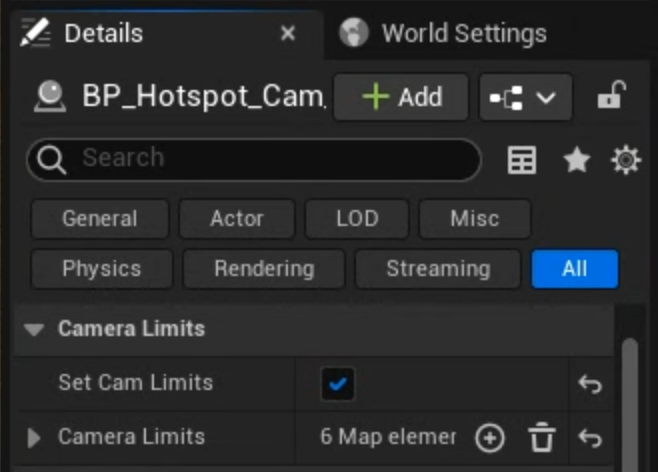 Details World Settings
BP_Hotspot_Cam
Add
Search
General Actor LOD Misc
Physics Rendering Streaming All
Camera Limits
Set Cam Limits
Camera Limits 6 Map elemer